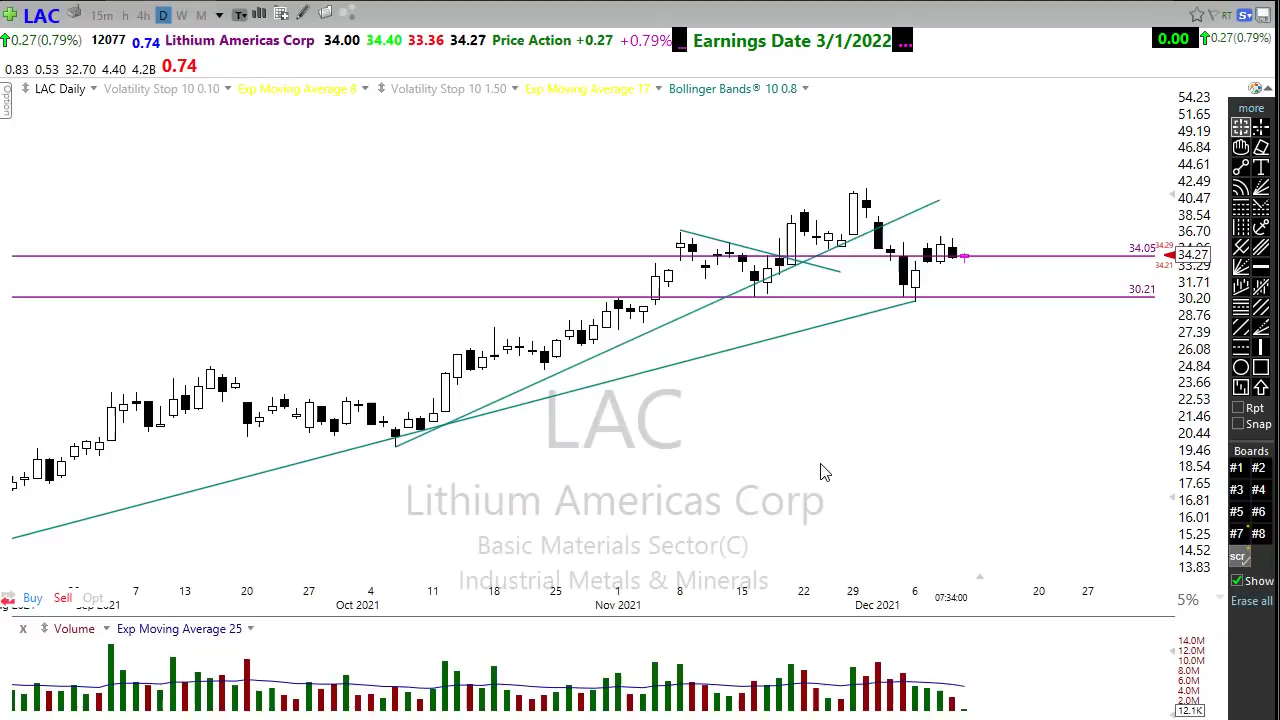 LAC 15m h 4h D W M T RT S
0.27(0.79%) 12077 0.74 Lithium Americas Corp 34.00 34.40 33.36 34.27 Price Action +0.27 +0.79% ... Earnings Date 3/1/2022 ... 0.00 0.27(0.79%)
0.83 0.53 32.70 4.40 4.2B 0.74
Option
LAC Daily Volatility Stop 10 0.10 Exp Moving Average 8 Volatility Stop 10 1.50 Exp Moving Average 17 Bollinger Bands® 10 0.8
54.23
51.65
49.19
46.84
44.61
42.49
40.47
38.54
36.70
34.05
34.29
34.27
34.21
33.29
31.71
30.21
30.20
28.76
27.39
26.08
24.84
23.66
22.53
21.46
20.44
19.46
18.54
17.65
16.81
16.01
15.25
14.52
13.83
more
T
Rpt
Snap
Boards
#1 #2
#3 #4
#5 #6
#7 #8
scr
Show
Erase all
LAC
Lithium Americas Corp
Basic Materials Sector(C)
Industrial Metals & Minerals
7 13 20 27 4 11 18 25 1 8 15 22 29 6 07:34:00 20 27
Sep 2021 Oct 2021 Nov 2021 Dec 2021
Buy Sell Opt
5%
X Volume Exp Moving Average 25
14.0M
12.0M
10.0M
8.0M
6.0M
4.0M
2.0M
12.1K